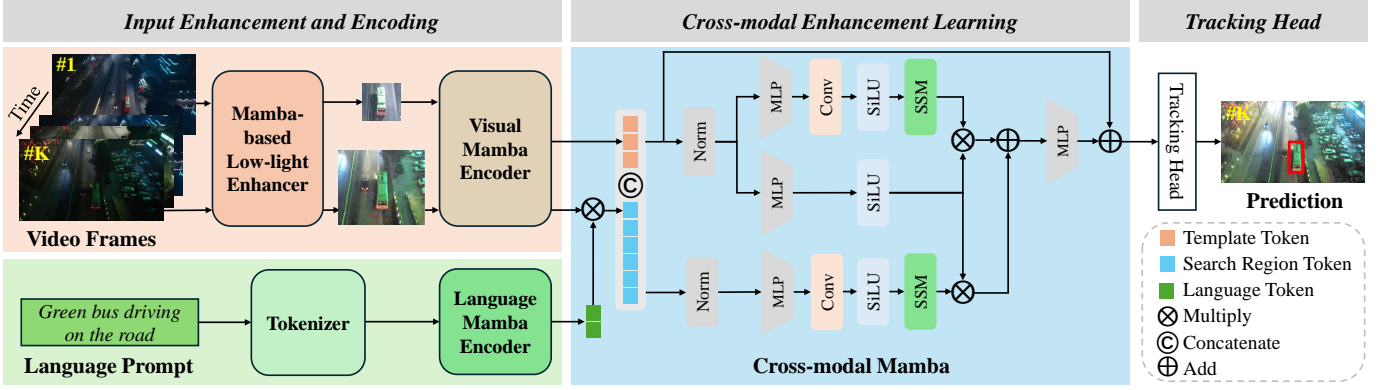 Input Enhancement and Encoding
Cross-modal Enhancement Learning
Tracking Head
#1
Time
#K
Video Frames
Mamba-
based
Low-light
Enhancer
Visual
Mamba
Encoder
Green bus driving
on the road
Language Prompt
Tokenizer
Language
Mamba
Encoder
©
Norm
MLP
Conv
SiLU
SSM
MLP
SiLU
MLP
Norm
MLP
Conv
SiLU
SSM
Cross-modal Mamba
Tracking Head
#K
Prediction
Template Token
Search Region Token
Language Token
Multiply
© Concatenate
Add